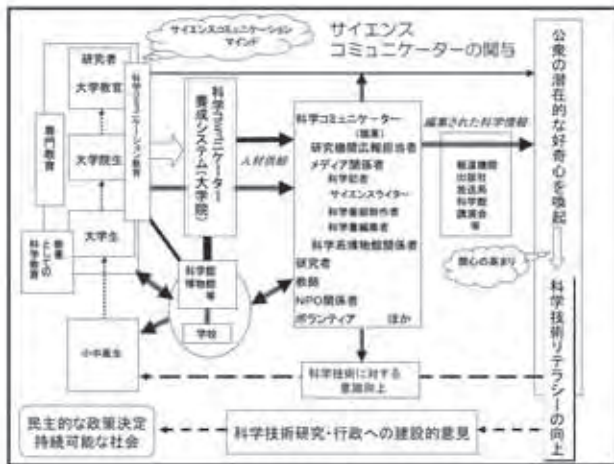 サイエンスコミュニケーション
マインド
サイエンス
コミュニケーターの関与
研究者
大学教官
大学院生
大学生
小中高生
専門教育
教養
としての
科学教育
科学コミュニケーション教育
科学コミュニケーター
養成システム(大学院)
人材供給
科学館
博物館
等
学校
科学コミュニケーター
(職業)
研究機関広報担当者
メディア関係者
科学記者
サイエンスライター
科学番組制作者
科学書編集者
科学系博物館関係者
研究者
教師
NPO関係者
ボランティア ほか
編集された科学情報
報道機関
出版社
放送局
科学館
講演会
等
公衆の潜在的な好奇心を喚起
関心の高まり
科学技術リテラシーの向上
科学技術に対する
意識向上
科学技術研究・行政への建設的意見
民主的な政策決定
持続可能な社会